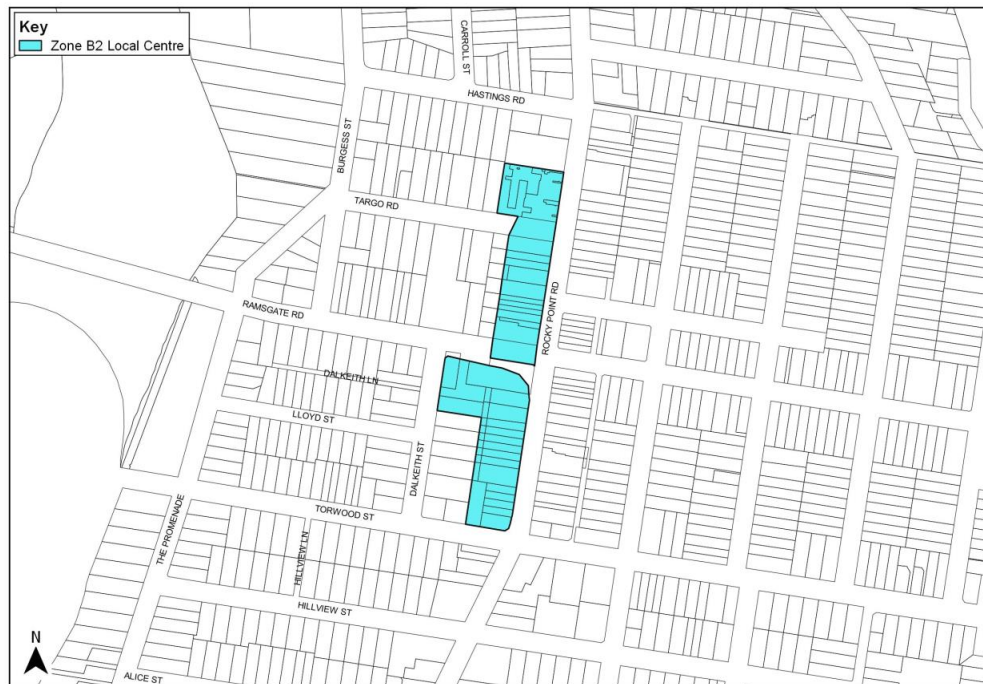 Key
Zone B2 Local Centre
CARROLL ST
HASTINGS RD
BURGESS ST
TARGO RD
RAMSGATE RD
ROCKY POINT RD
DALKEITH LN
LLOYD ST
DALKEITH ST
TORWOOD ST
THE PROMENADE
HILLVIEW LN
HILLVIEW ST
N
ALICE ST